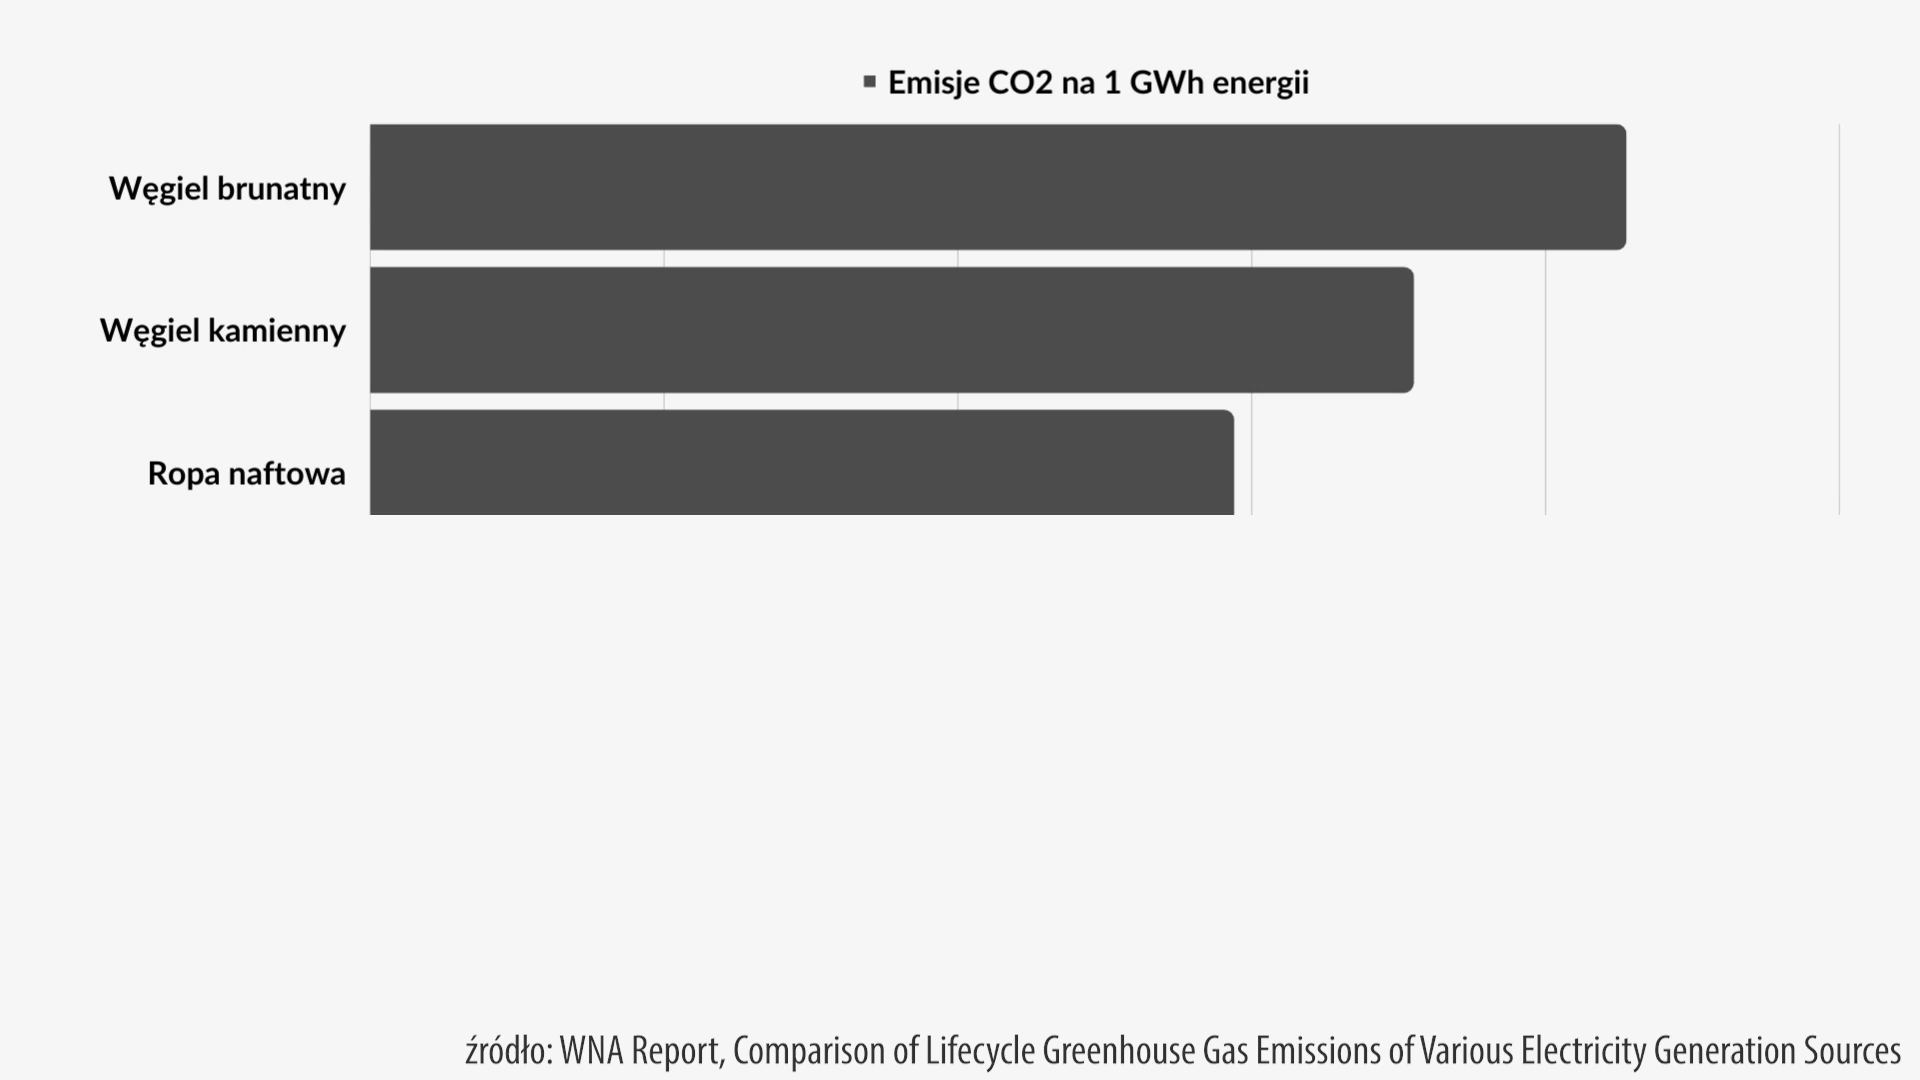 Emisje CO2 na 1 GWh energii
Węgiel brunatny
Węgiel kamienny
Ropa naftowa
źródło: WNA Report, Comparison of Lifecycle Greenhouse Gas Emissions of Various Electricity Generation Sources